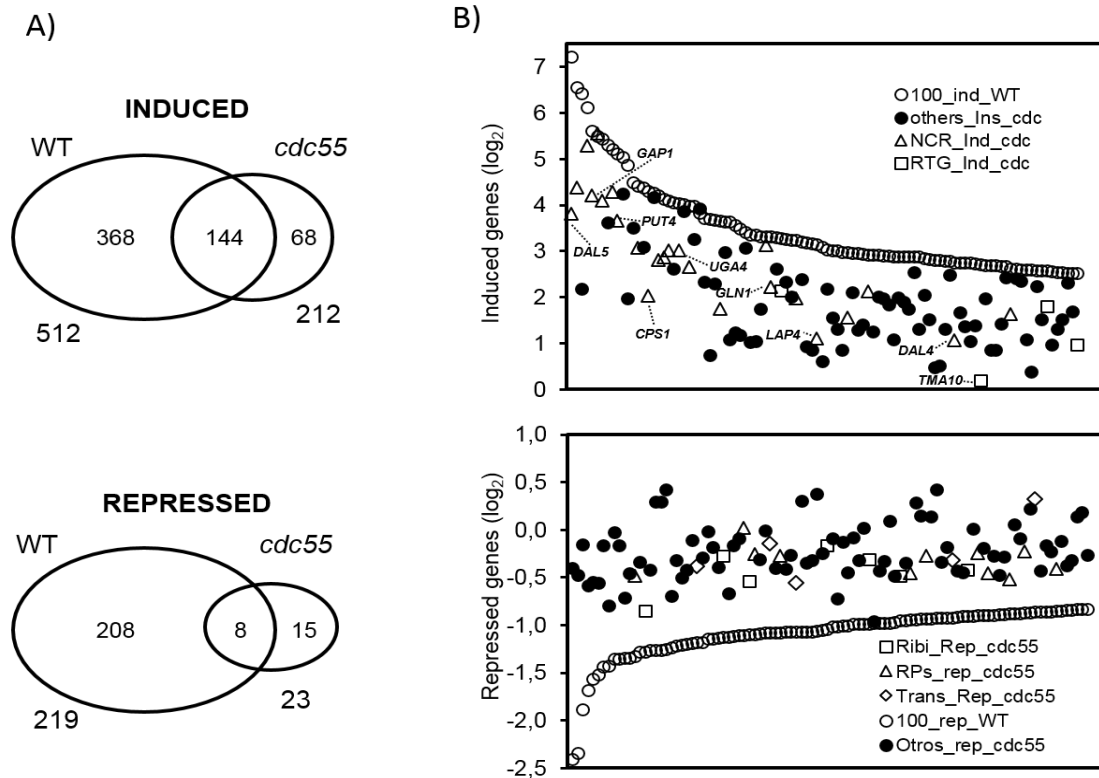 A)
INDUCED
WT
cdc55
368
144
68
512
212
REPRESSED
WT
cdc55
208
8
15
219
23
B)
Induced genes (log2)
7
6
5
4
3
2
1
0
100_ind_WT
others_Ins_cdc
NCR_Ind_cdc
RTG_Ind_cdc
GAP1
PUT4
DAL5
UGA4
GLN1
CPS1
LAP4
DAL4
TMA10
Repressed genes (log2)
1,0
0,5
0,0
-0,5
-1,0
-1,5
-2,0
-2,5
Ribi_Rep_cdc55
RPs_rep_cdc55
Trans_Rep_cdc55
100_rep_WT
Otros_rep_cdc55